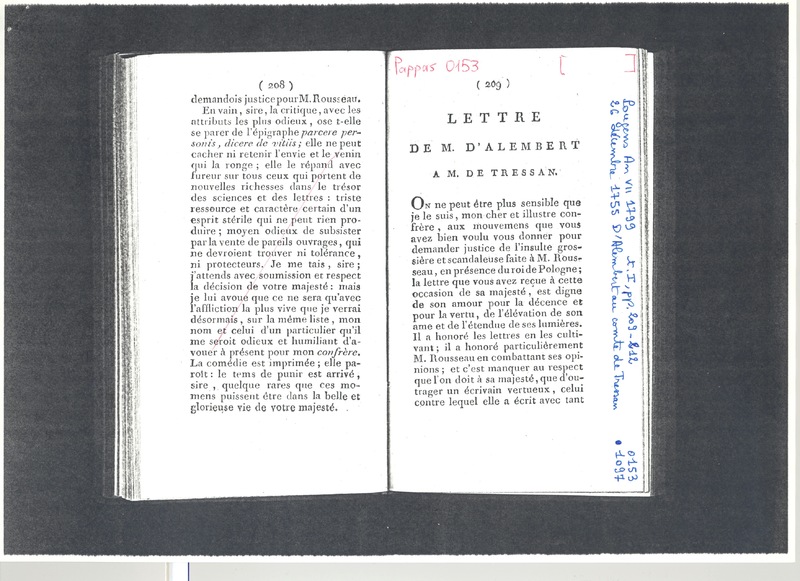 ( 208 )
demandois justice pour M. Rousseau.
En vain, sire, la critique, avec les
attributs les plus odieux, ose t-elle
se parer de l'épigraphe parcere per-
sonis, dicere de vitiis; elle ne peut
cacher ni retenir l'envie et le venin
qui la ronge; elle le répand avec
fureur sur tous ceux qui portent de
nouvelles richesses dans le trésor
des sciences et des lettres : triste
ressource et caractère certain d'un
esprit stérile qui ne peut rien pro-
duire; moyen odieux de subsister
par la vente de pareils ouvrages, qui
ne devroient trouver ni tolérance,
ni protecteurs. Je me tais, sire;
j'attends avec soumission et respect
la décision de votre majesté: mais
je lui avoue que ce ne sera qu'avec
l'affliction la plus vive que je verrai
désormais, sur la même liste, mon
nom et celui d'un particulier qu'il
me seroit odieux et humiliant d'a-
vouer à présent pour mon confrère.
La comédie est imprimée; elle pa-
roît: le tems de punir est arrivé,
sire, quelque rares que ces mo-
mens puissent être dans la belle et
glorieuse vie de votre majesté.
Pappas 0153 [ ]
( 209 )
LETTRE
DE M. D'ALEMBERT
A M. DE TRESSAN.
ON ne peut être plus sensible que
je le suis, mon cher et illustre con-
frère, aux mouvemens que vous
avez bien voulu vous donner pour
demander justice de l'insulte gros-
sière et scandaleuse faite à M. Rous-
seau, en présence du roi de Pologne;
la lettre que vous avez reçue à cette
occasion de sa majesté, est digne
de son amour pour la décence et
pour la vertu, de l'élévation de son
ame et de l'étendue de ses lumières.
Il a honoré les lettres en les culti-
vant; il a honoré particulièrement
M. Rousseau en combattant ses opi-
nions; et c'est manquer au respect
que l'on doit à sa majesté, que d'ou-
trager un écrivain vertueux, celui
contre lequel elle a écrit avec tant
Pougens An VII 1799 t I, pp. 209-212
26 décembre 1755 D'Alembert au comte de Tressan
0153
1097